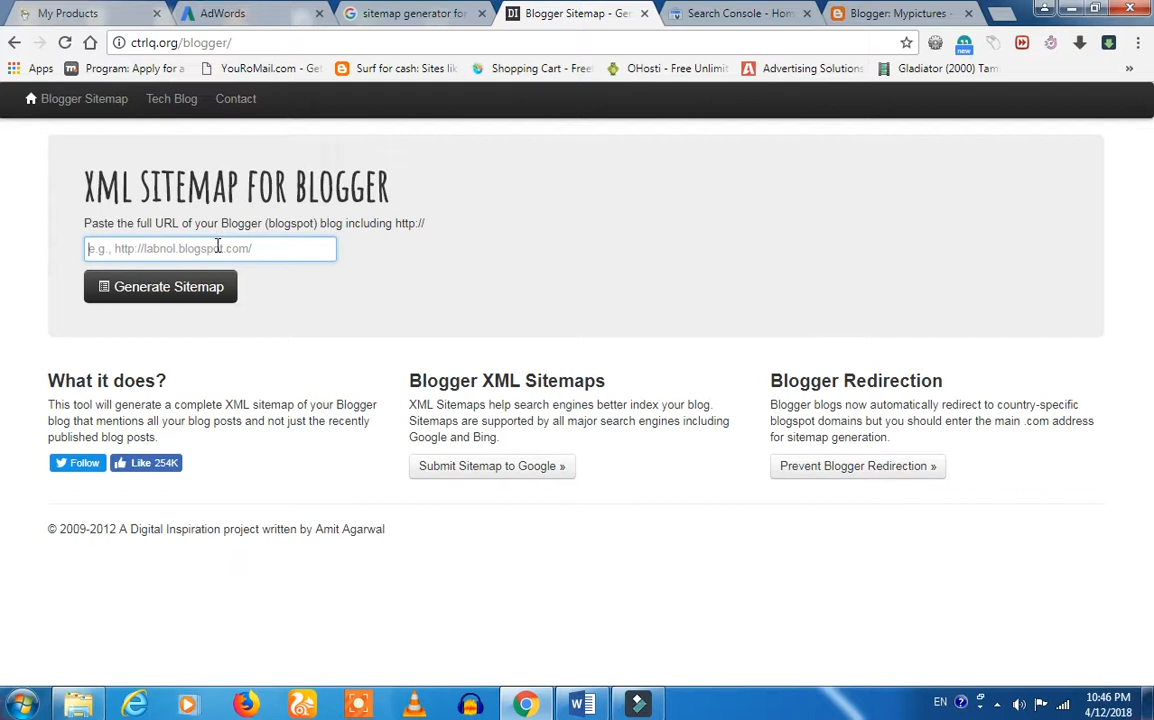 My Products
AdWords
sitemap generator for
DI Blogger Sitemap - Ge
Search Console - Hom
Blogger: Mypictures -
ctrlq.org/blogger/
new
Apps
Program: Apply for a
YouRoMail.com - Get
Surf for cash: Sites lik
Shopping Cart - Free
OHosti - Free Unlimit
Advertising Solutions
Gladiator (2000) Tam
»
Blogger Sitemap Tech Blog Contact
XML SITEMAP FOR BLOGGER
Paste the full URL of your Blogger (blogspot) blog including http://
e.g., http://labnol.blogspot.com/
Generate Sitemap
What it does?
This tool will generate a complete XML sitemap of your Blogger
blog that mentions all your blog posts and not just the recently
published blog posts.
Follow Like 254K
Blogger XML Sitemaps
XML Sitemaps help search engines better index your blog.
Sitemaps are supported by all major search engines including
Google and Bing.
Submit Sitemap to Google »
Blogger Redirection
Blogger blogs now automatically redirect to country-specific
blogspot domains but you should enter the main .com address
for sitemap generation.
Prevent Blogger Redirection »
© 2009-2012 A Digital Inspiration project written by Amit Agarwal
EN
10:46 PM
4/12/2018